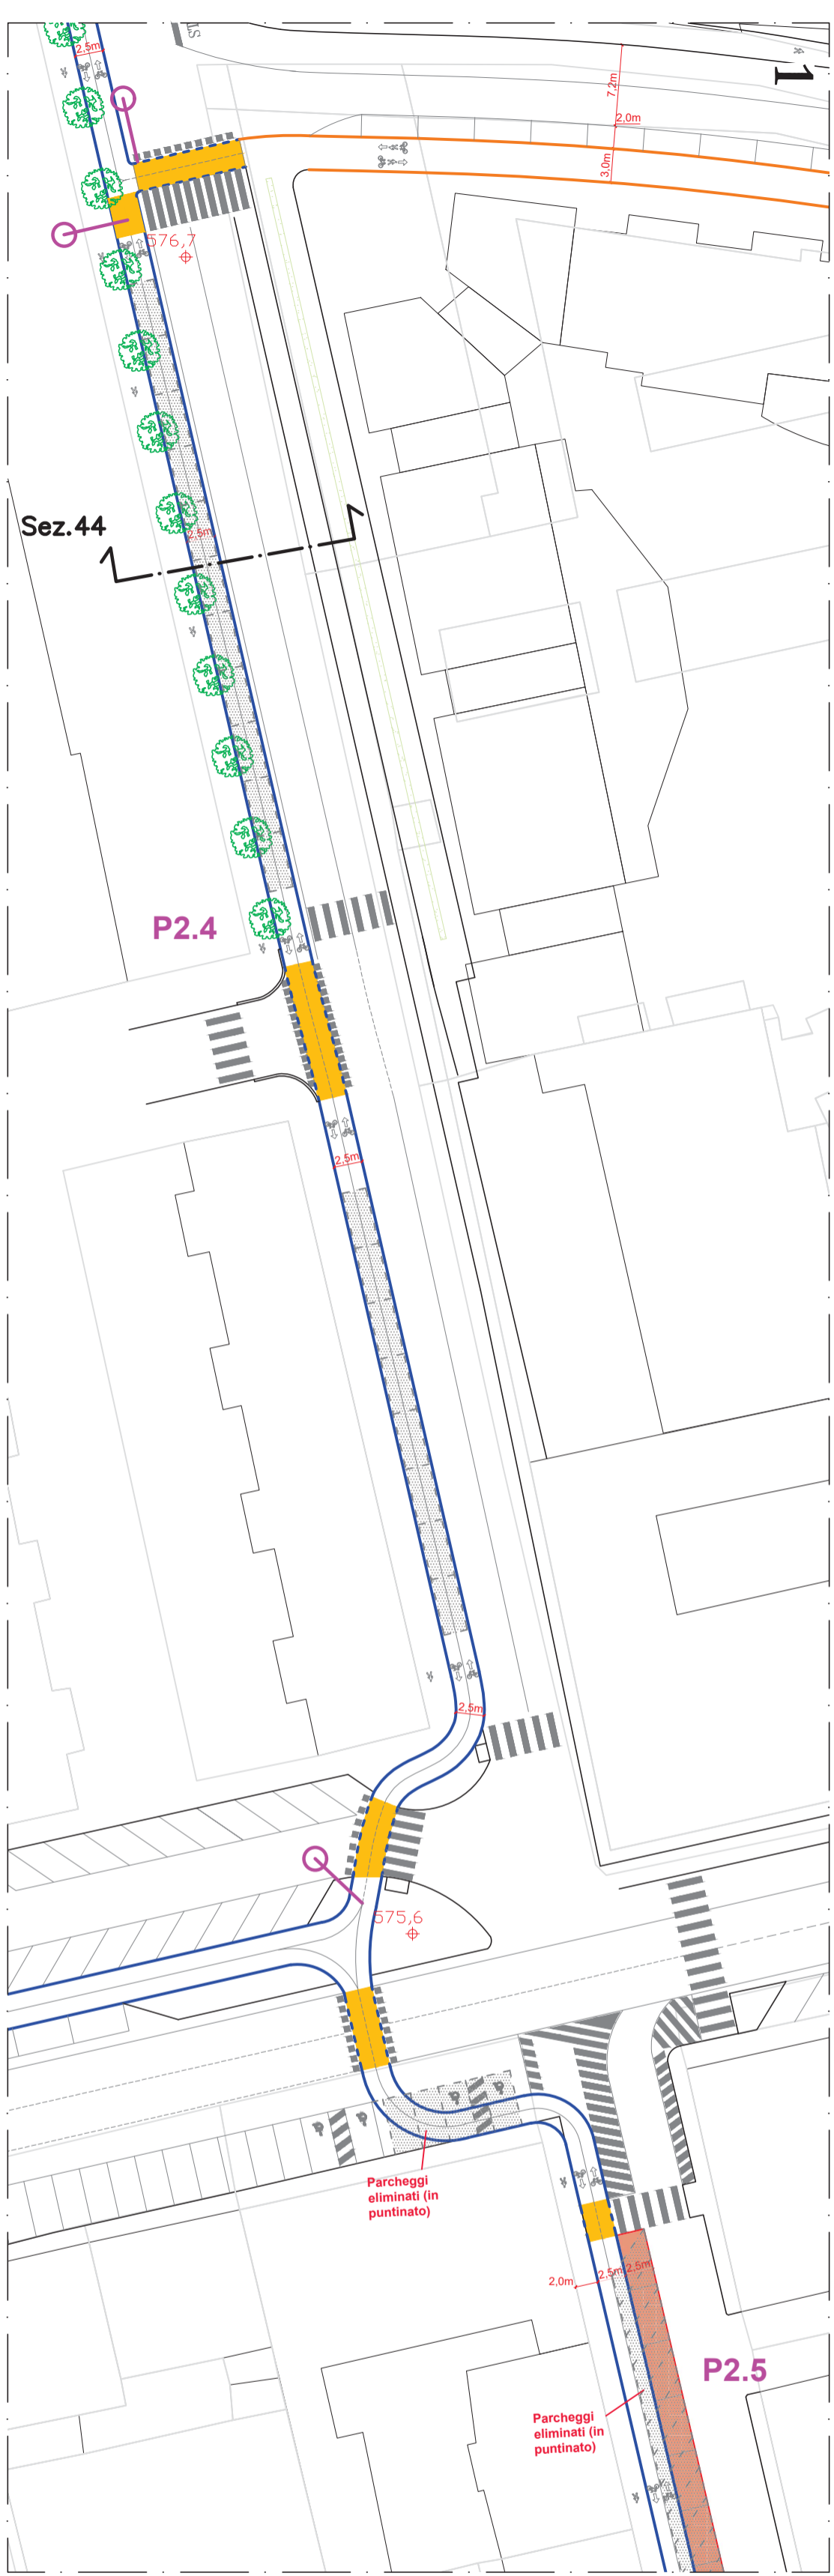 STS
1
2,5m
7,2m
2,0m
3,0m
576,7
Sez.44
2,5m
P2.4
2,5m
2,5m
575,6
Parcheggi
eliminati (in
puntinato)
2,0m
2,5m
2,5m
P2.5
Parcheggi
eliminati (in
puntinato)